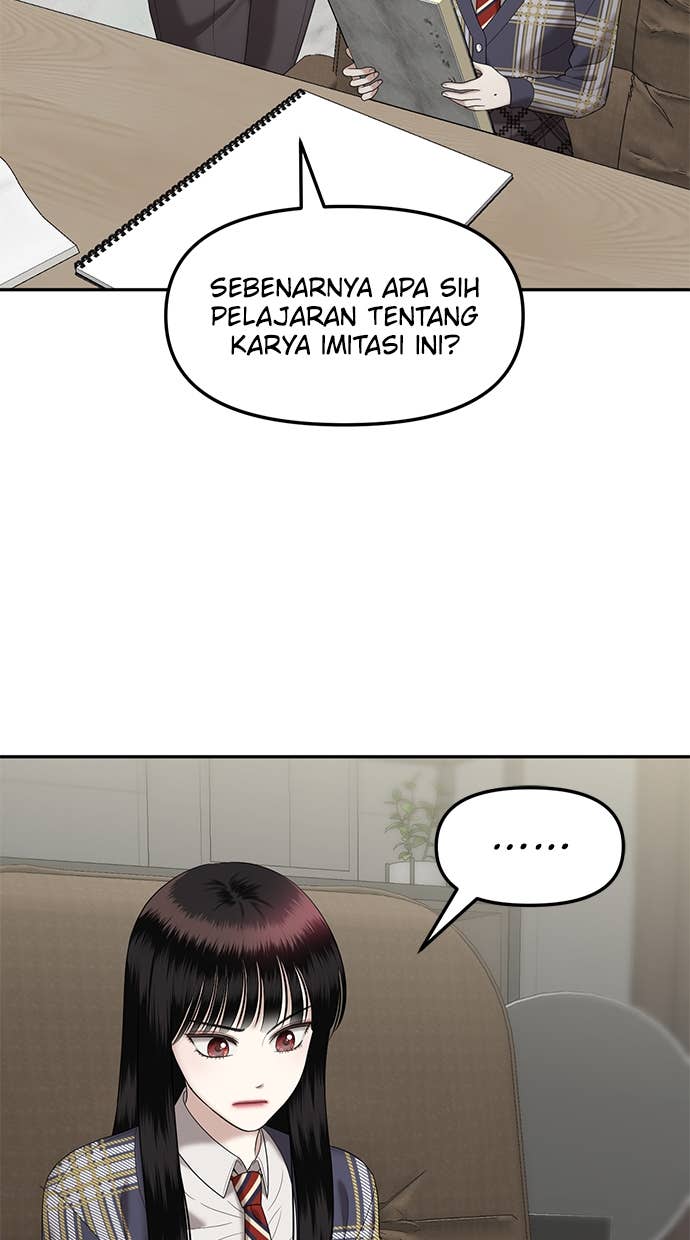 SEBENARNYA APA SIH
PELAJARAN TENTANG
KARYA IMITASI INI?
......